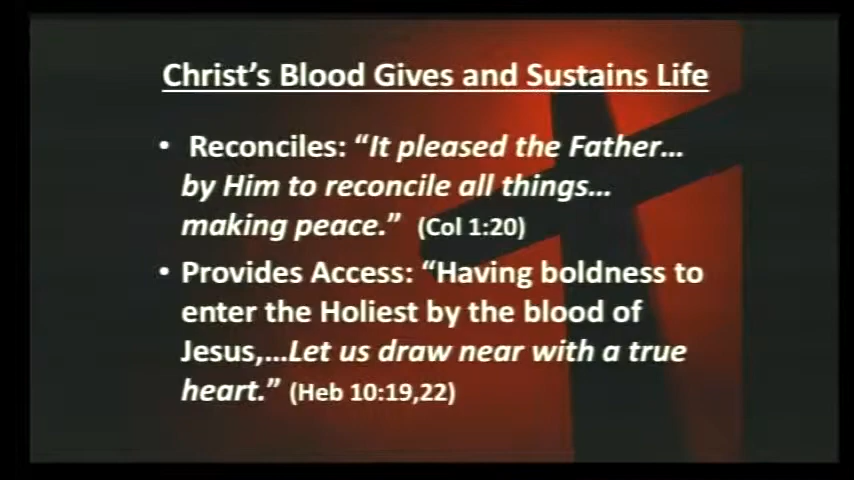 Christ's Blood Gives and Sustains Life
• Reconciles: "It pleased the Father…
by Him to reconcile all things…
making peace." (Col 1:20)
• Provides Access: "Having boldness to
enter the Holiest by the blood of
Jesus,…Let us draw near with a true
heart." (Heb 10:19,22)